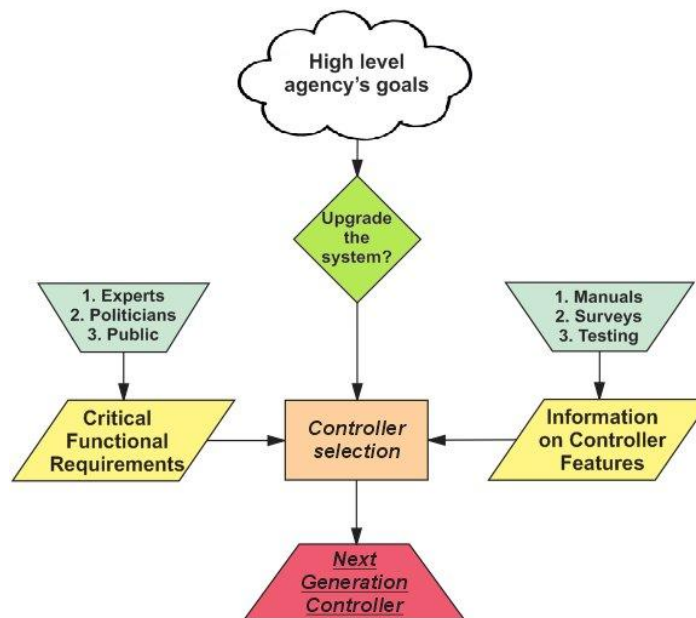 High level
agency's goals
Upgrade
the
system?
1. Experts
2. Politicians
3. Public
1. Manuals
2. Surveys
3. Testing
Critical
Functional
Requirements
Controller
selection
Information
on Controller
Features
Next
Generation
Controller